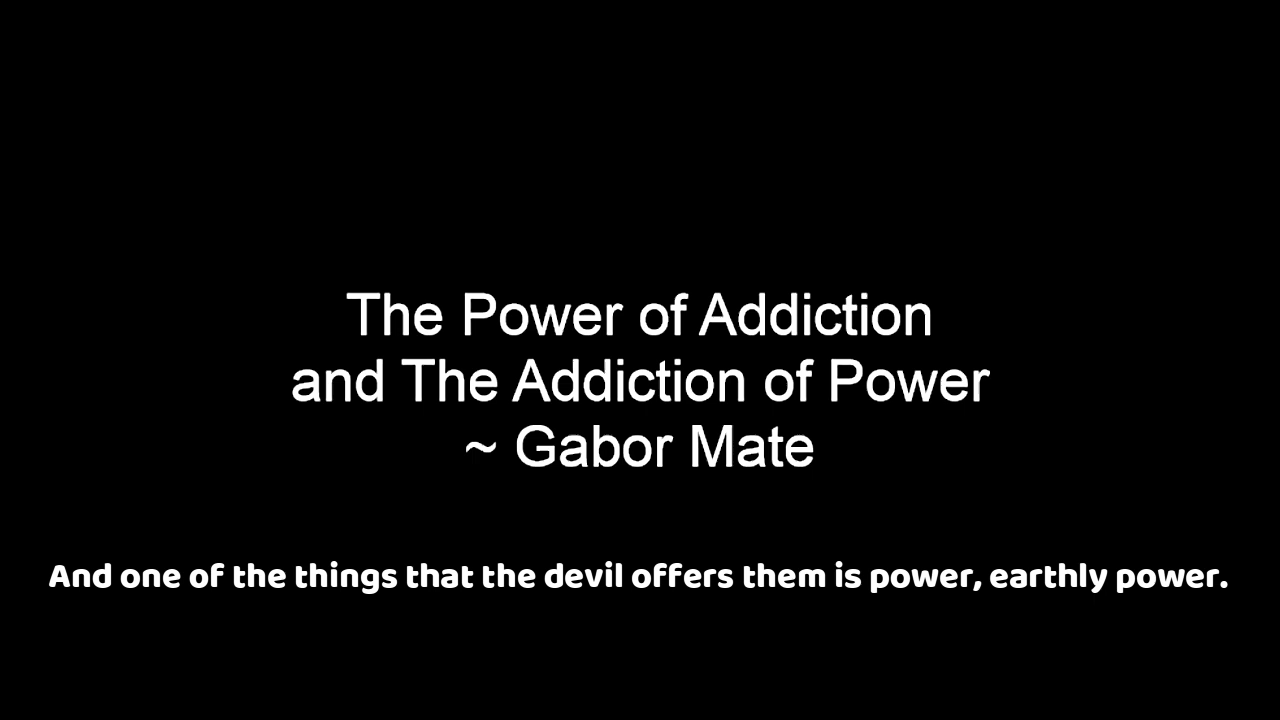 The Power of Addiction
and The Addiction of Power
~ Gabor Mate
And one of the things that the devil offers them is power, earthly power.